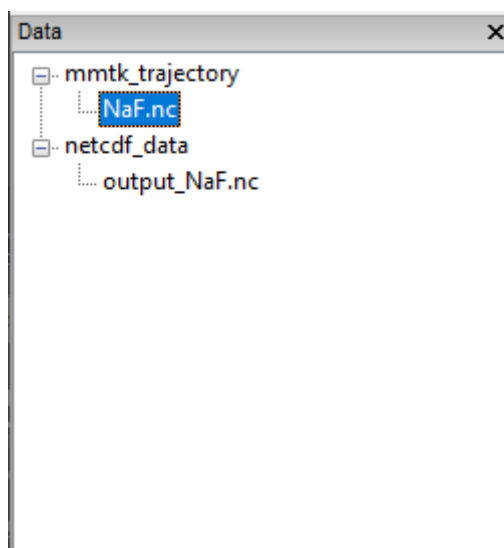 Data
mmtk_trajectory
NaF.nc
netcdf_data
output_NaF.nc